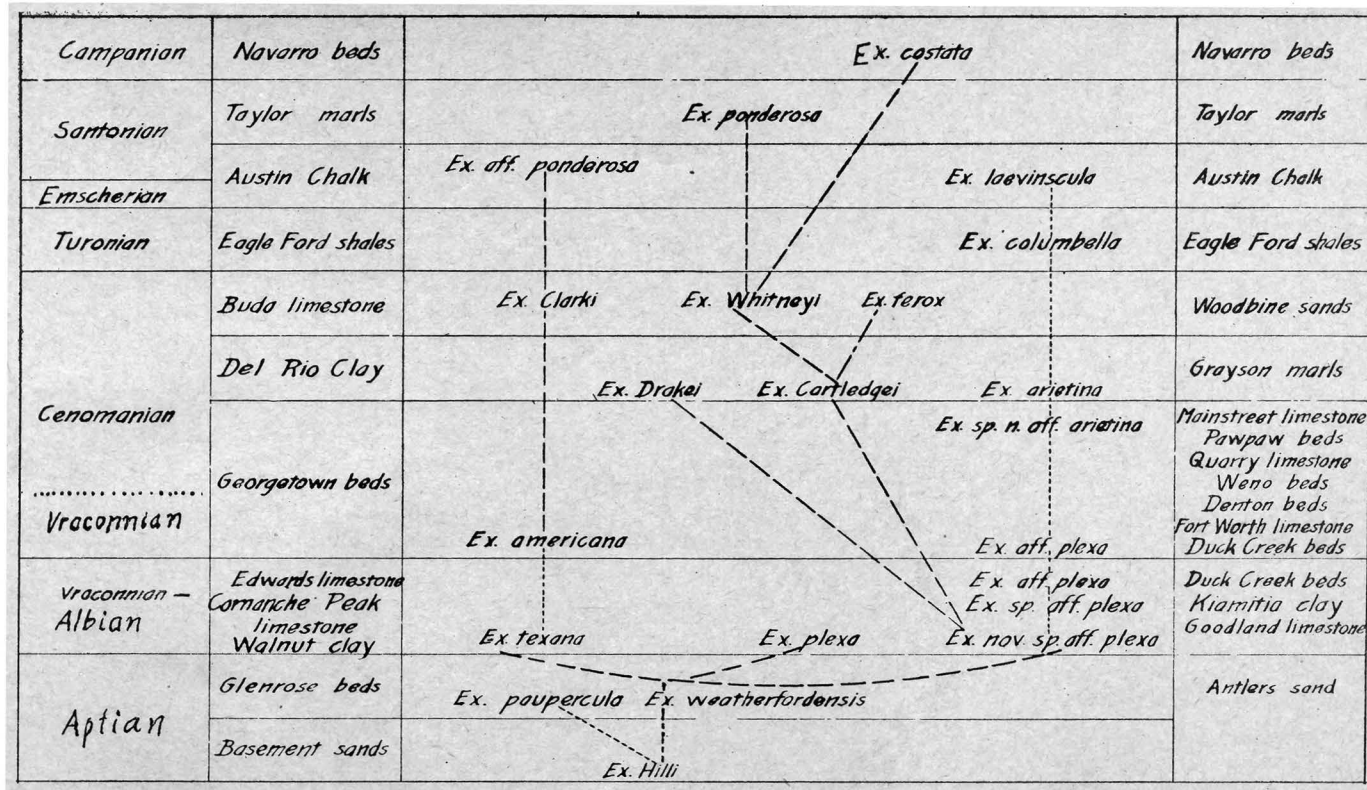 Campanian
Navarro beds
Ex. costata
Navarro beds
Santonian
Taylor marls
Ex. ponderosa
Taylor marls
Austin Chalk
Ex. aff. ponderosa
Ex. laevinscula
Austin Chalk
Emscherian
Turonian
Eagle Ford shales
Ex. columbella
Eagle Ford shales
Cenomanian
Buda limestone
Ex. Clarki
Ex. Whitneyi
Ex. ferox
Woodbine sands
Del Rio Clay
Ex. Drakei
Ex. Cartledgei
Ex. arietina
Grayson marls
Ex. sp. n. aff. arietina
Mainstreet limestone
Pawpaw beds
Quarry limestone
Weno beds
Denton beds
Fort Worth limestone
Duck Creek beds
Georgetown beds
Vraconnian
Ex. americana
Ex. aff. plexa
Vraconnian —
Albian
Edwards limestone
Comanche Peak
limestone
Walnut clay
Ex. aff. plexa
Ex. sp. aff. plexa
Ex. texana
Ex. plexa
Ex. nov. sp. aff. plexa
Duck Creek beds
Kiamitia clay
Goodland limestone
Aptian
Glenrose beds
Ex. paupercula
Ex. weatherfordensis
Antlers sand
Basement sands
Ex. Hilli